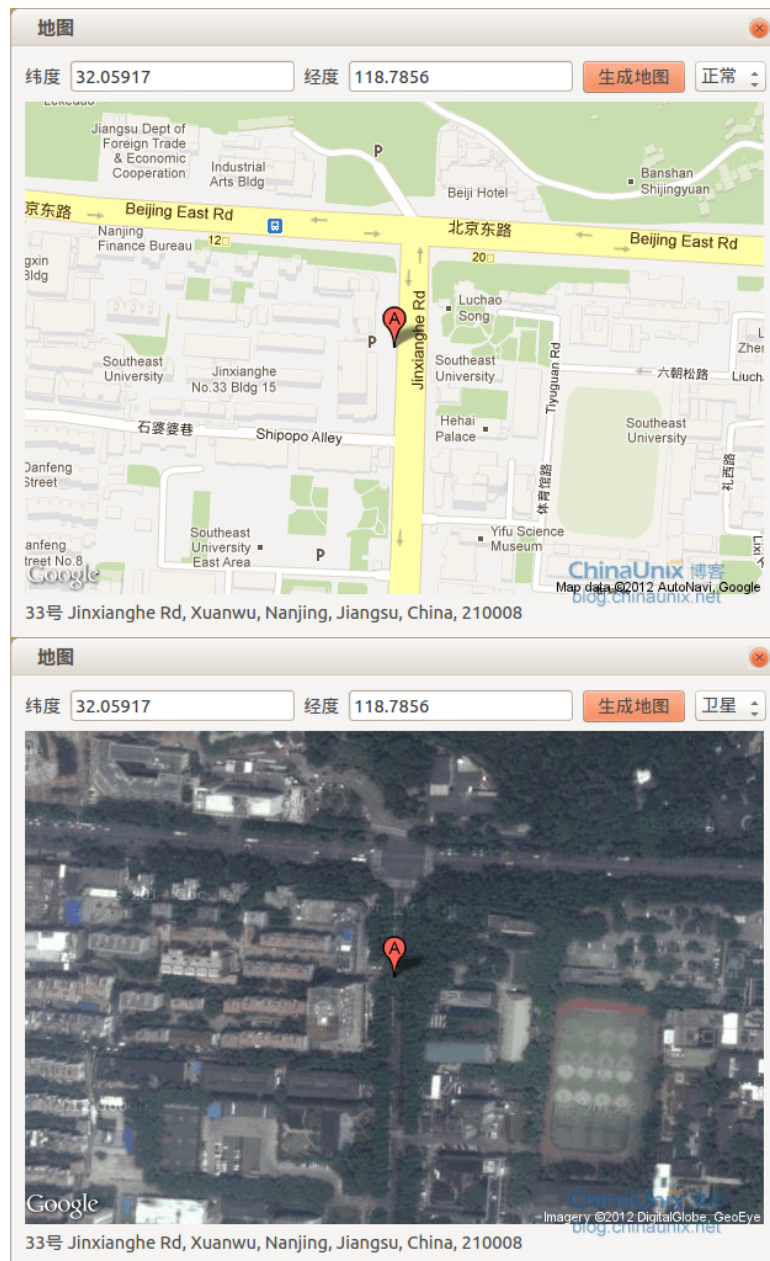 地图
纬度 32.05917 经度 118.7856 生成地图 正常
Jiangsu Dept of
Foreign Trade
& Economic
Cooperation
Industrial
Arts Bldg
P
Banshan
Shijingyuan
Beiji Hotel
京东路
Beijing East Rd
北京东路
Beijing East Rd
Nanjing
Finance Bureau
12
20
gxin
Bldg
Luchao
Song
A
Jinxianghe Rd
P
Southeast
University
Jinxianghe
No.33 Bldg 15
Southeast
University
Tiyuguan Rd
六朝松路
Liuch
L
Zher
石婆婆巷
Shipopo Alley
Hehai
Palace
Southeast
University
Danfeng
Street
体育馆路
礼西路
Lixi
Southeast
University
East Area
P
Yifu Science
Museum
anfeng
treet No.8
Google
ChinaUnix.net 博客
Map data ©2012 AutoNavi, Google
blog.chinaunix.net
33号 Jinxianghe Rd, Xuanwu, Nanjing, Jiangsu, China, 210008
地图
纬度 32.05917 经度 118.7856 生成地图 卫星
A
Google
ChinaUnix 博客
Imagery ©2012 DigitalGlobe, GeoEye
blog.chinaunix.net
33号 Jinxianghe Rd, Xuanwu, Nanjing, Jiangsu, China, 210008